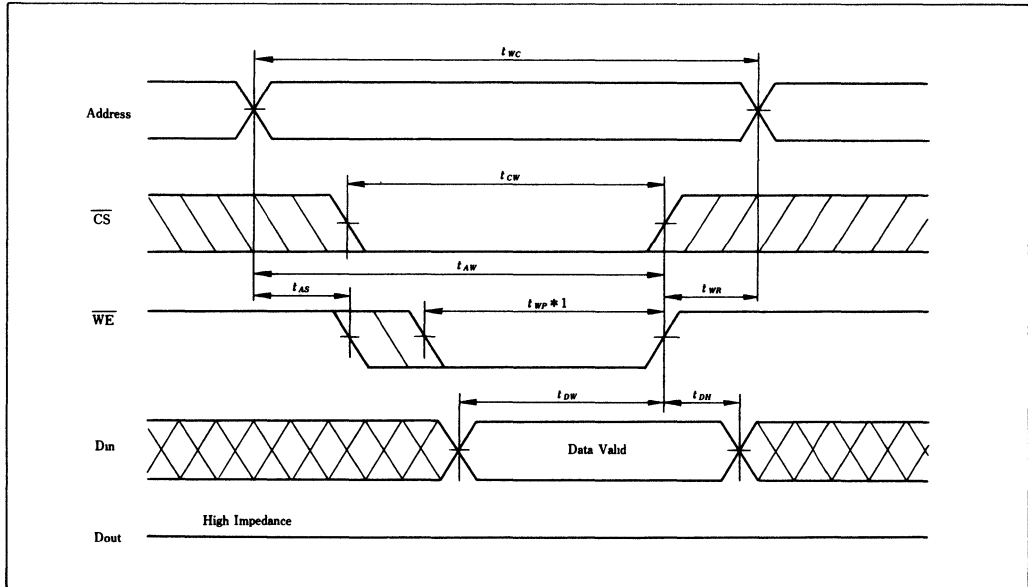 t WC
Address
t CW
CS
t AW
t AS
t WR
t WP * 1
WE
t DW
t DH
Din
Data Valid
High Impedance
Dout